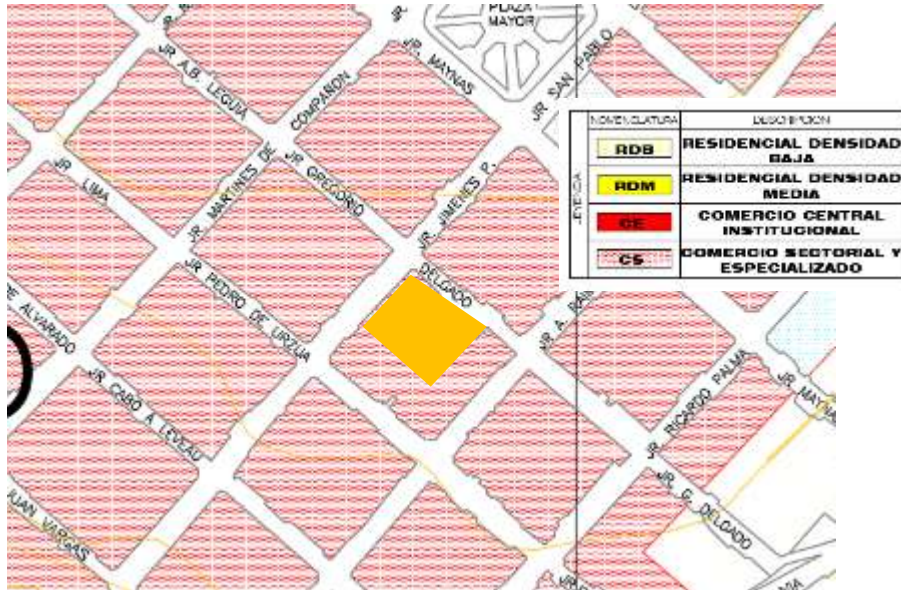 PLAZA
MAYOR
JR. MAYNAS
JR SAN PABLO
JR A.B. LEGUIA
COMPAÑON
JR GREGORIO
JR. JIMENES P.
JR LIMA
JR MARTINES DE
JR PEDRO DE URZUA
DELGADO
DE ALVARADO
JR CABO A LEVEAU
JR. RICARDO PALMA
JR. G. DELGADO
JUAN VARGAS
NOMENCLATURA
DESCRIPCION
LEYENDA
RDB
RESIDENCIAL DENSIDAD
BAJA
RDM
RESIDENCIAL DENSIDAD
MEDIA
CE
COMERCIO CENTRAL
INSTITUCIONAL
CS
COMERCIO SECTORIAL Y
ESPECIALIZADO